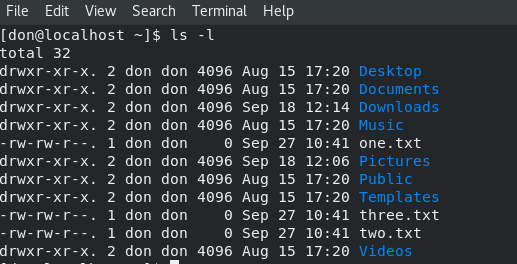 File Edit View Search Terminal Help
[don@localhost ~]$ ls -l
total 32
drwxr-xr-x. 2 don don 4096 Aug 15 17:20 Desktop
drwxr-xr-x. 2 don don 4096 Aug 15 17:20 Documents
drwxr-xr-x. 2 don don 4096 Sep 18 12:14 Downloads
drwxr-xr-x. 2 don don 4096 Aug 15 17:20 Music
-rw-rw-r--. 1 don don    0 Sep 27 10:41 one.txt
drwxr-xr-x. 2 don don 4096 Sep 18 12:06 Pictures
drwxr-xr-x. 2 don don 4096 Aug 15 17:20 Public
drwxr-xr-x. 2 don don 4096 Aug 15 17:20 Templates
-rw-rw-r--. 1 don don    0 Sep 27 10:41 three.txt
-rw-rw-r--. 1 don don    0 Sep 27 10:41 two.txt
drwxr-xr-x. 2 don don 4096 Aug 15 17:20 Videos